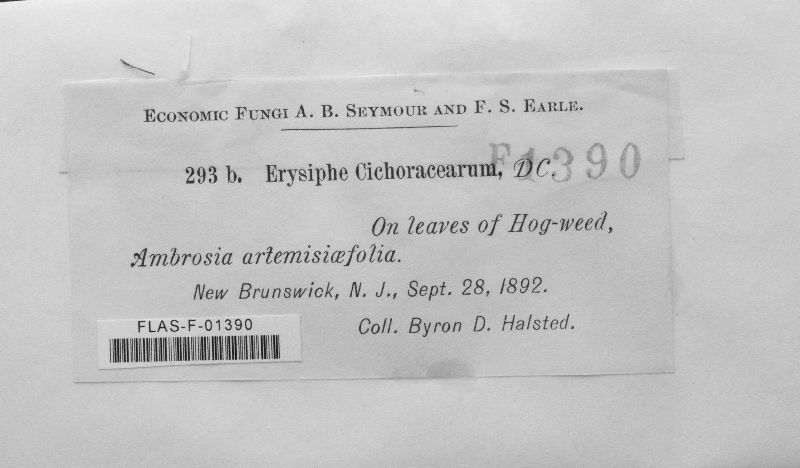 Economic Fungi A. B. Seymour and F. S. Earle.
293 b. Erysiphe Cichoracearum, DC.
F1390
On leaves of Hog-weed,
Ambrosia artemisiæfolia.
New Brunswick, N. J., Sept. 28, 1892.
Coll. Byron D. Halsted.
FLAS-F-01390